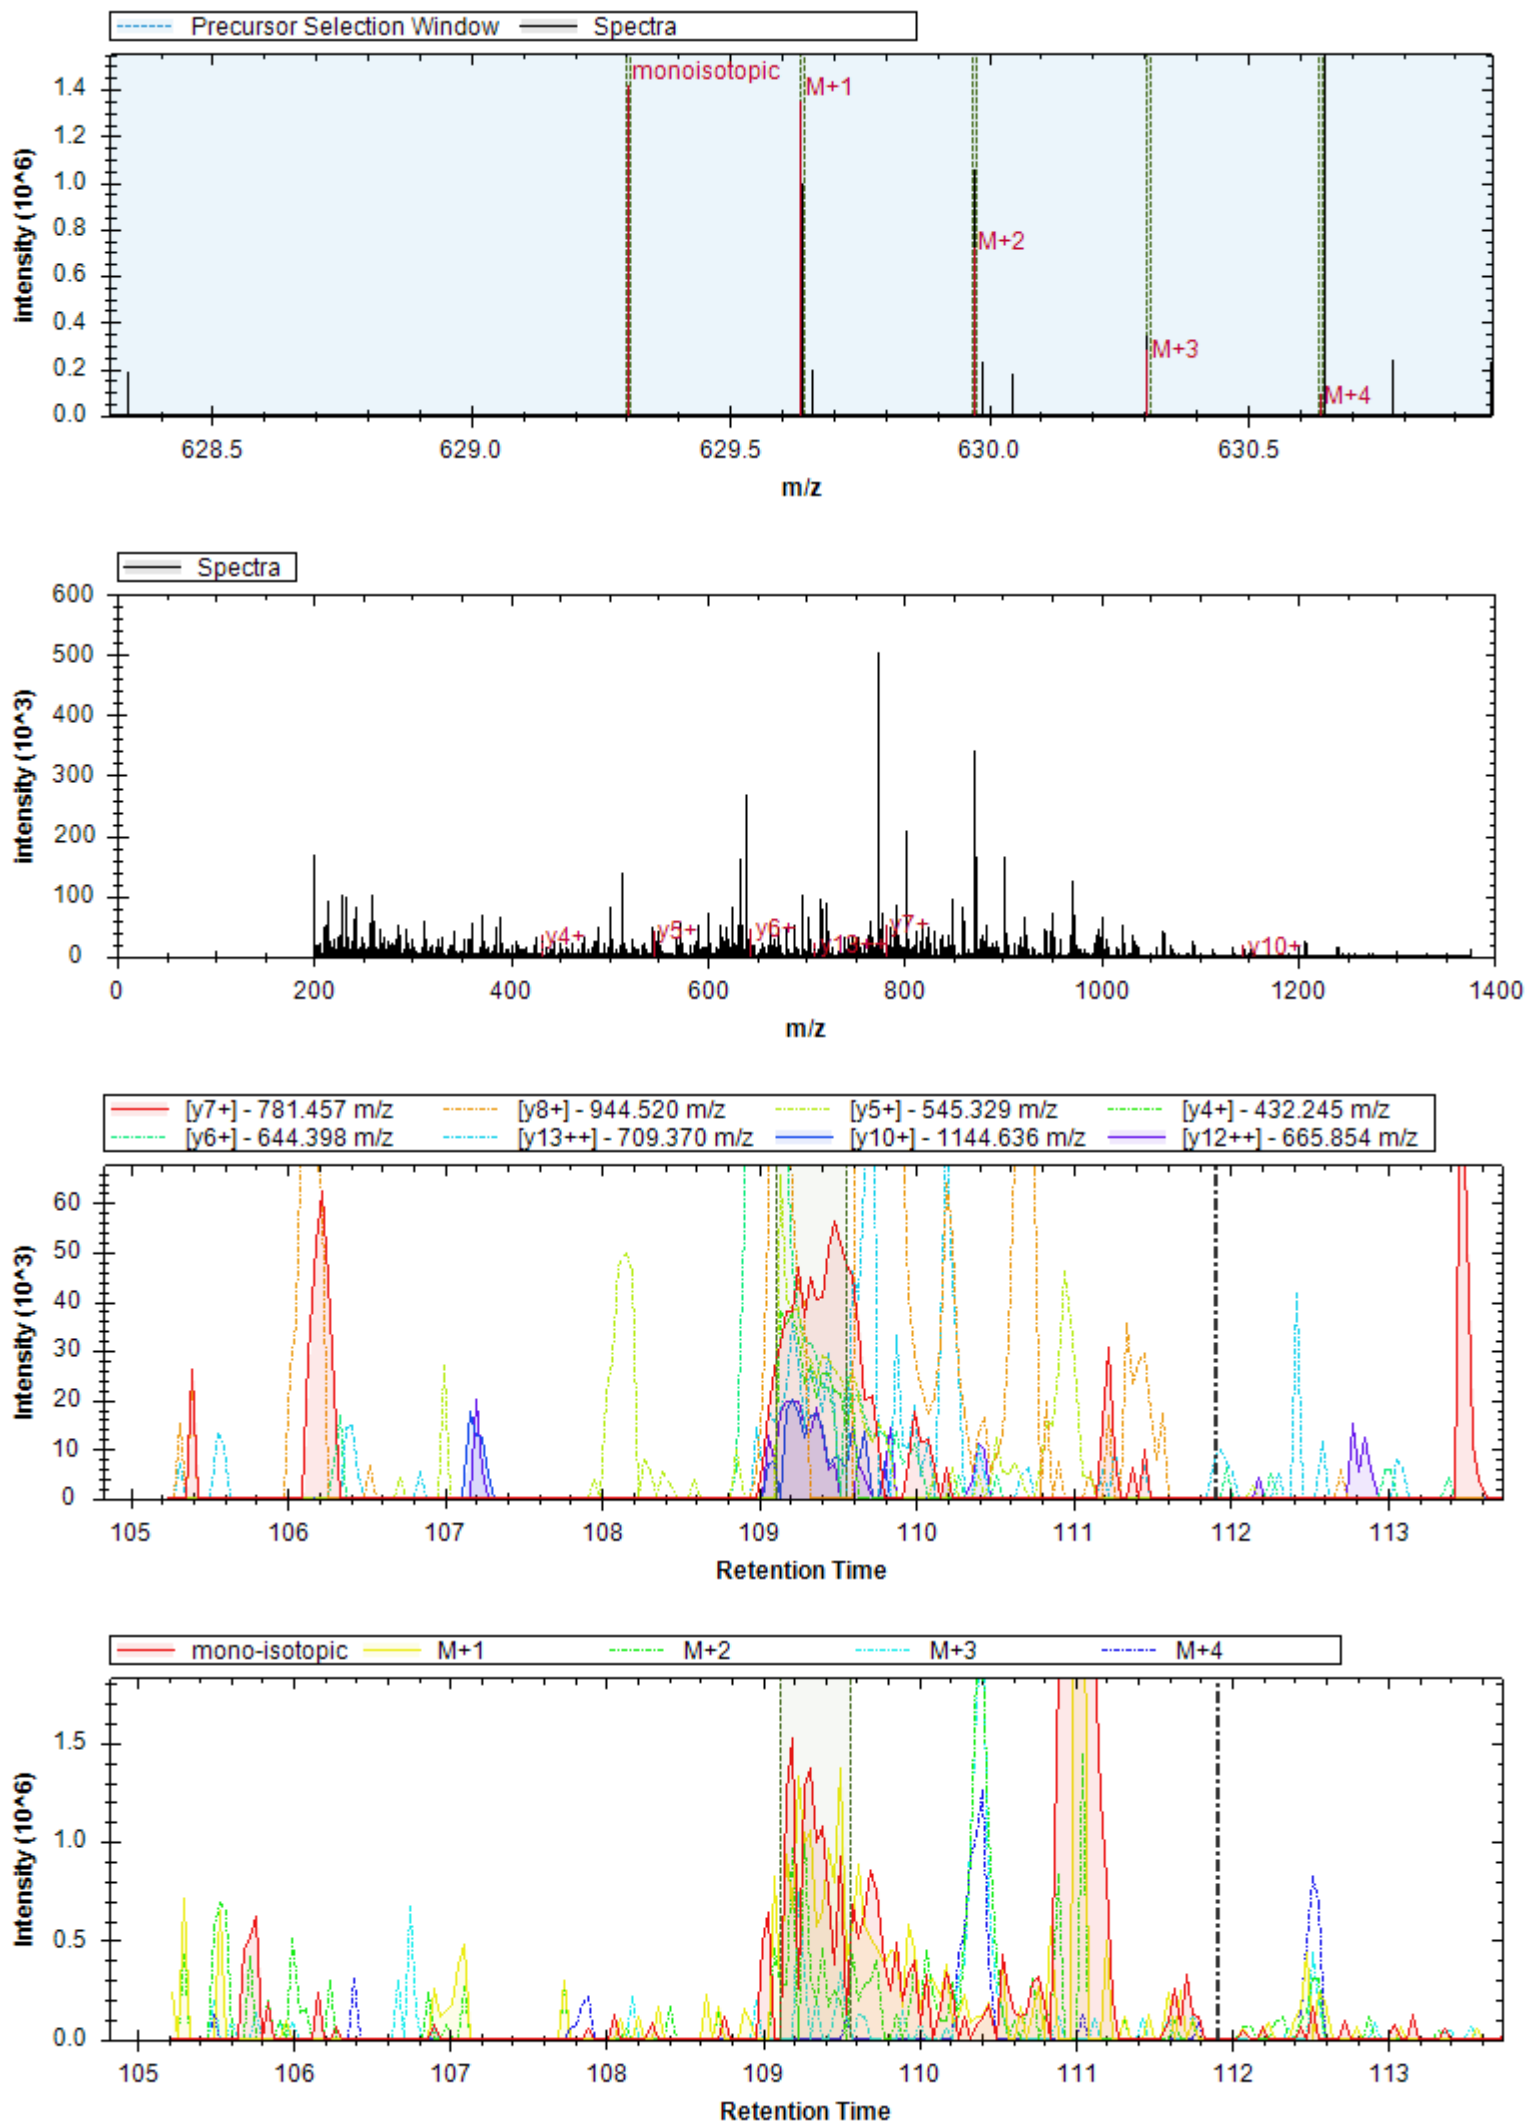 Precursor Selection Window Spectra
monoisotopic
M+1
M+2
M+3
M+4
1.4
1.2
1.0
0.8
0.6
0.4
0.2
0.0
intensity (10^6)
628.5 629.0 629.5 630.0 630.5
m/z
Spectra
600
500
400
300
200
100
0
intensity (10^3)
y4+ y5+ y6+ y13++ y7+ y10+
0 200 400 600 800 1000 1200 1400
m/z
[y7+] - 781.457 m/z [y8+] - 944.520 m/z [y5+] - 545.329 m/z [y4+] - 432.245 m/z
[y6+] - 644.398 m/z [y13++] - 709.370 m/z [y10+] - 1144.636 m/z [y12++] - 665.854 m/z
60
50
40
30
20
10
0
Intensity (10^3)
105 106 107 108 109 110 111 112 113
Retention Time
mono-isotopic M+1 M+2 M+3 M+4
1.5
1.0
0.5
0.0
Intensity (10^6)
105 106 107 108 109 110 111 112 113
Retention Time